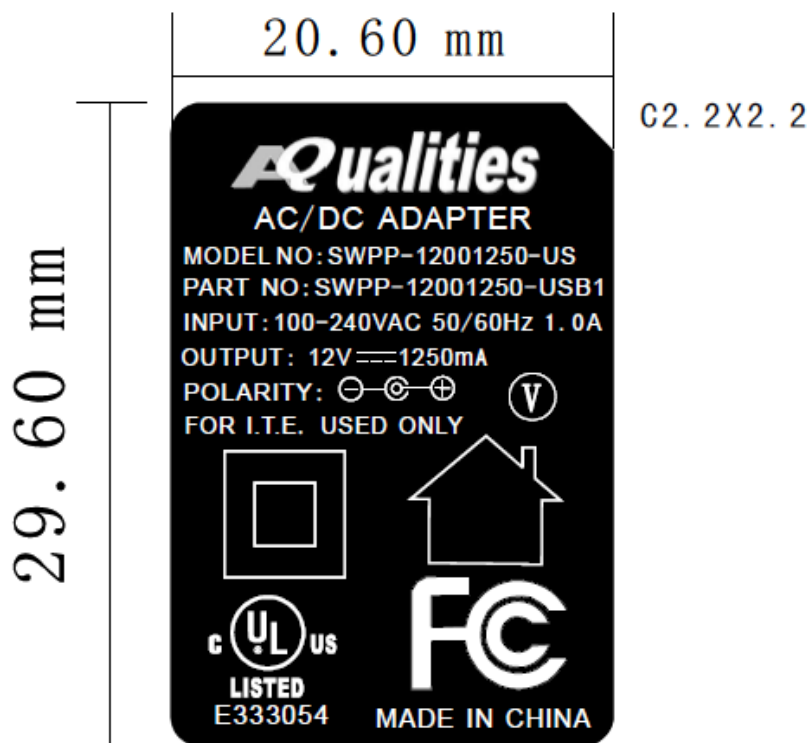 20.60 mm
C2.2X2.2
29.60 mm
AQualities
AC/DC ADAPTER
MODEL NO:SWPP-12001250-US
PART NO:SWPP-12001250-USB1
INPUT:100-240VAC 50/60Hz 1.0A
OUTPUT: 12V⎓1250mA
POLARITY:
V
FOR I.T.E. USED ONLY
C UL US
LISTED
E333054
FC
MADE IN CHINA